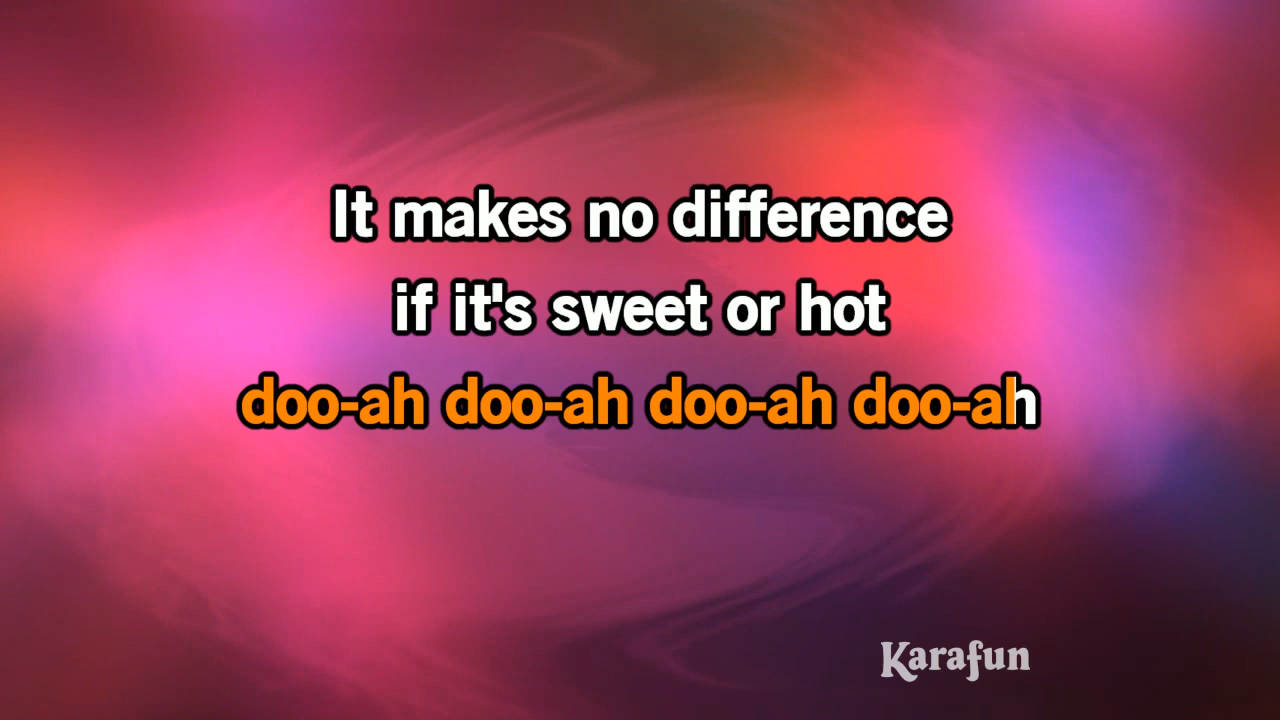 It makes no difference
if it's sweet or hot
doo-ah doo-ah doo-ah doo-ah
Karafun